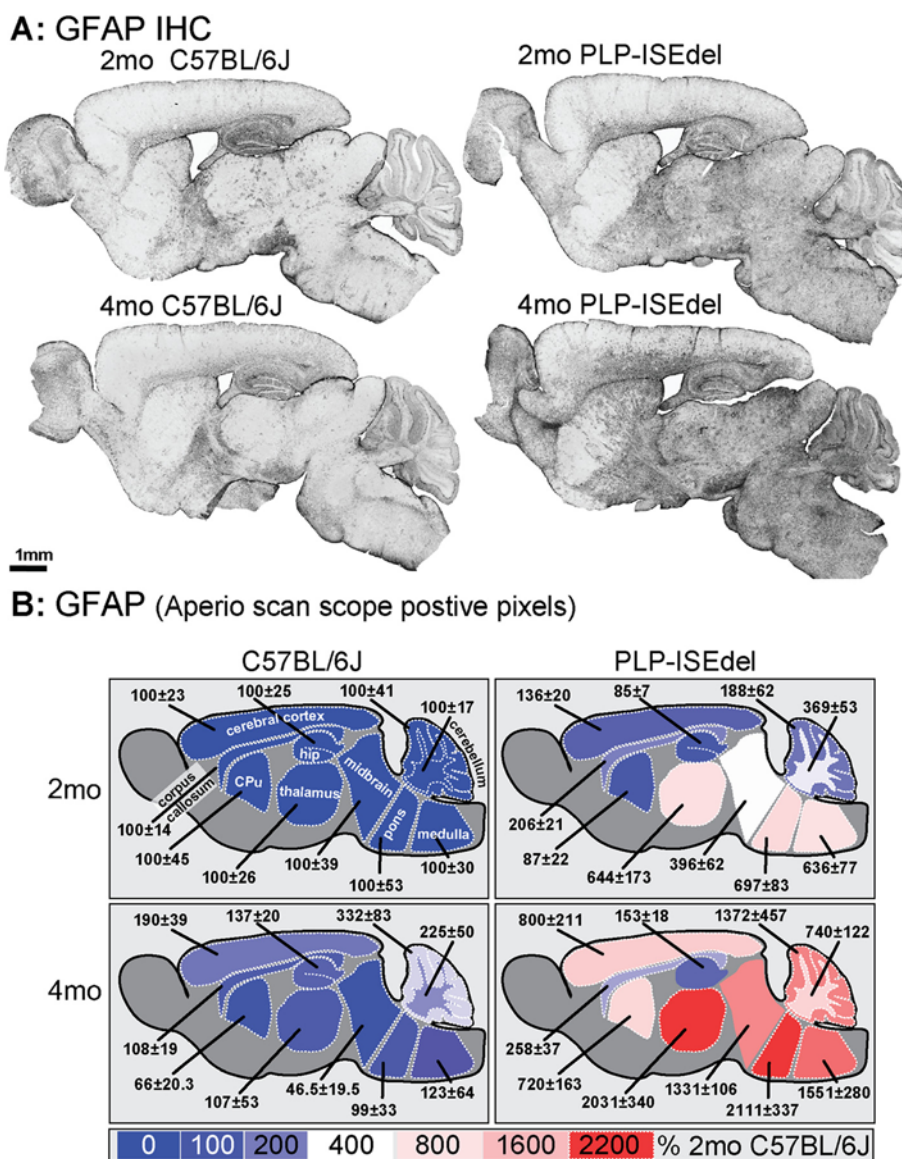 A: GFAP IHC
2mo C57BL/6J
2mo PLP-ISEdel
4mo C57BL/6J
4mo PLP-ISEdel
1mm
B: GFAP (Aperio scan scope postive pixels)
C57BL/6J
PLP-ISEdel
2mo
100±23
100±25
100±41
100±17
cerebral cortex
hip
CPu
thalamus
midbrain
pons
medulla
cerebellum
corpus
callosum
100±14
100±45
100±26
100±39
100±53
100±30
136±20
85±7
188±62
369±53
206±21
87±22
644±173
396±62
697±83
636±77
4mo
190±39
137±20
332±83
225±50
108±19
66±20.3
107±53
46.5±19.5
99±33
123±64
800±211
153±18
1372±457
740±122
258±37
720±163
2031±340
1331±106
2111±337
1551±280
0 100 200 400 800 1600 2200 % 2mo C57BL/6J